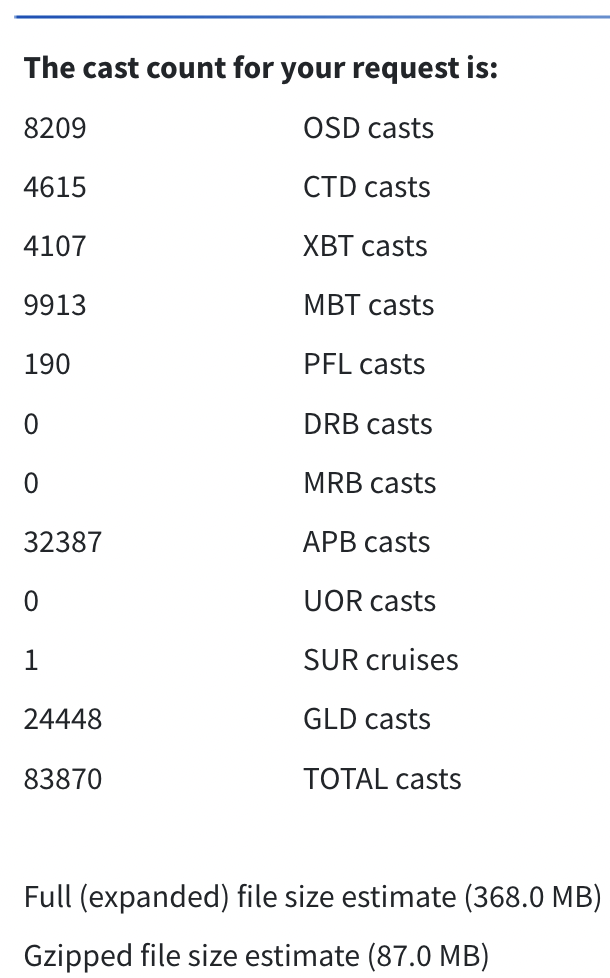 The cast count for your request is:
8209 OSD casts
4615 CTD casts
4107 XBT casts
9913 MBT casts
190 PFL casts
0 DRB casts
0 MRB casts
32387 APB casts
0 UOR casts
1 SUR cruises
24448 GLD casts
83870 TOTAL casts
Full (expanded) file size estimate (368.0 MB)
Gzipped file size estimate (87.0 MB)